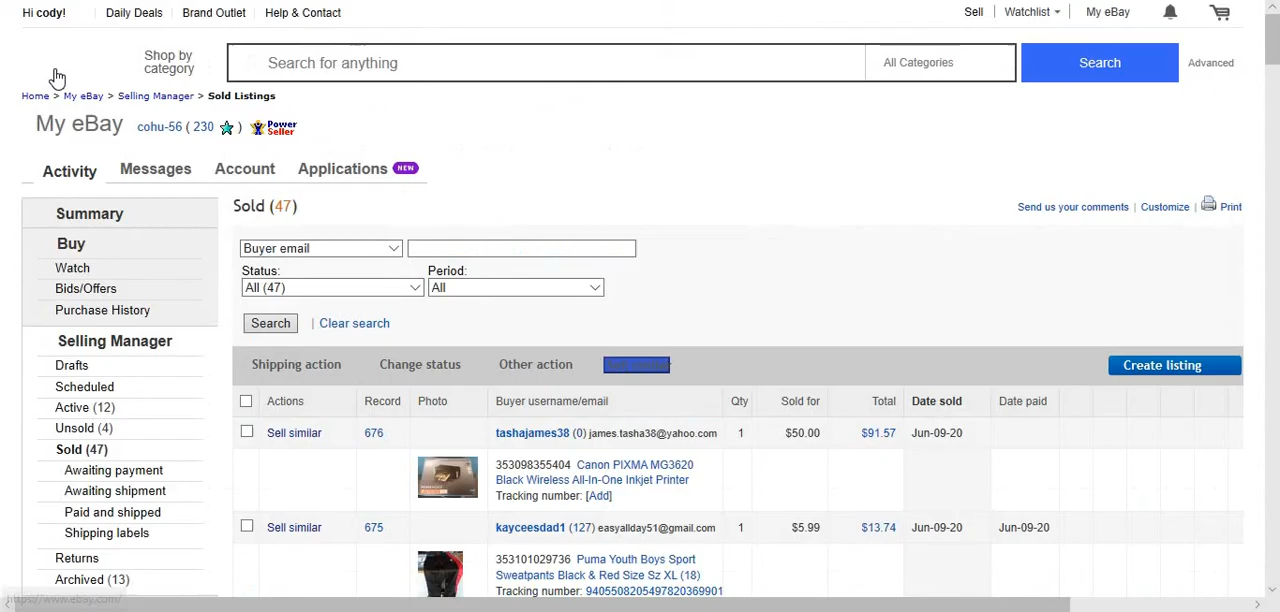 Hi cody! Daily Deals Brand Outlet Help & Contact Sell Watchlist My eBay
Shop by category Search for anything All Categories Search Advanced
Home > My eBay > Selling Manager > Sold Listings
My eBay cohu-56 ( 230 ) Power Seller
Activity Messages Account Applications NEW
Summary
Buy
Watch
Bids/Offers
Purchase History
Selling Manager
Drafts
Scheduled
Active (12)
Unsold (4)
Sold (47)
Awaiting payment
Awaiting shipment
Paid and shipped
Shipping labels
Returns
Archived (13)
Sold (47) Send us your comments | Customize | Print
Buyer email
Status: Period:
All (47) All
Search | Clear search
Shipping action Change status Other action Create listing
Actions Record Photo Buyer username/email Qty Sold for Total Date sold Date paid
Sell similar 676 tashajames38 (0) james.tasha38@yahoo.com 1 $50.00 $91.57 Jun-09-20
353098355404 Canon PIXMA MG3620
Black Wireless All-In-One Inkjet Printer
Tracking number: [Add]
Sell similar 675 kayceesdad1 (127) easyallday51@gmail.com 1 $5.99 $13.74 Jun-09-20 Jun-09-20
353101029736 Puma Youth Boys Sport
Sweatpants Black & Red Size Sz XL (18)
Tracking number: 9405508205497820369901
https://www.ebay.com/